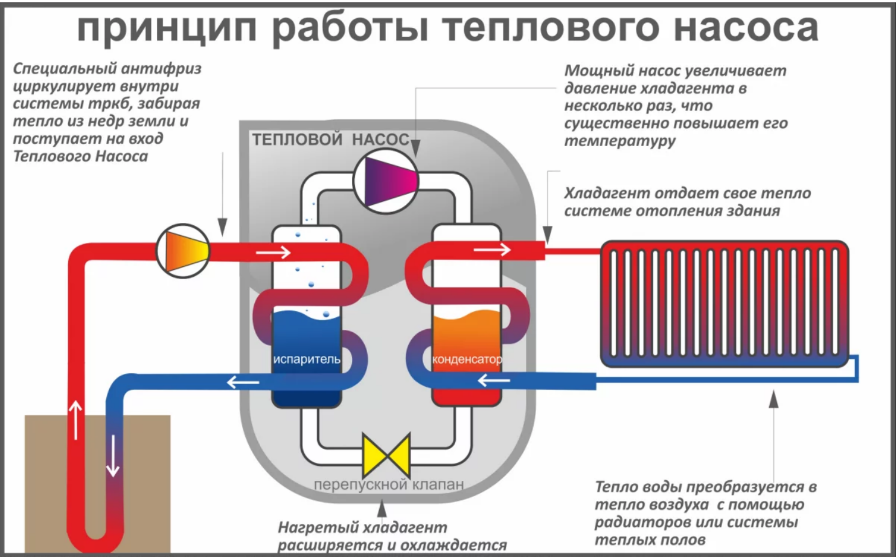 принцип работы теплового насоса
Специальный антифриз
циркулирует внутри
системы тркб, забирая
тепло из недр земли и
поступает на вход
Теплового Насоса
Мощный насос увеличивает
давление хладагента в
несколько раз, что
существенно повышает его
температуру
ТЕПЛОВОЙ НАСОС
Хладагент отдает свое тепло
системе отопления здания
испаритель
конденсатор
перепускной клапан
Нагретый хладагент
расширяется и охлаждается
Тепло воды преобразуется в
тепло воздуха с помощью
радиаторов или системы
теплых полов